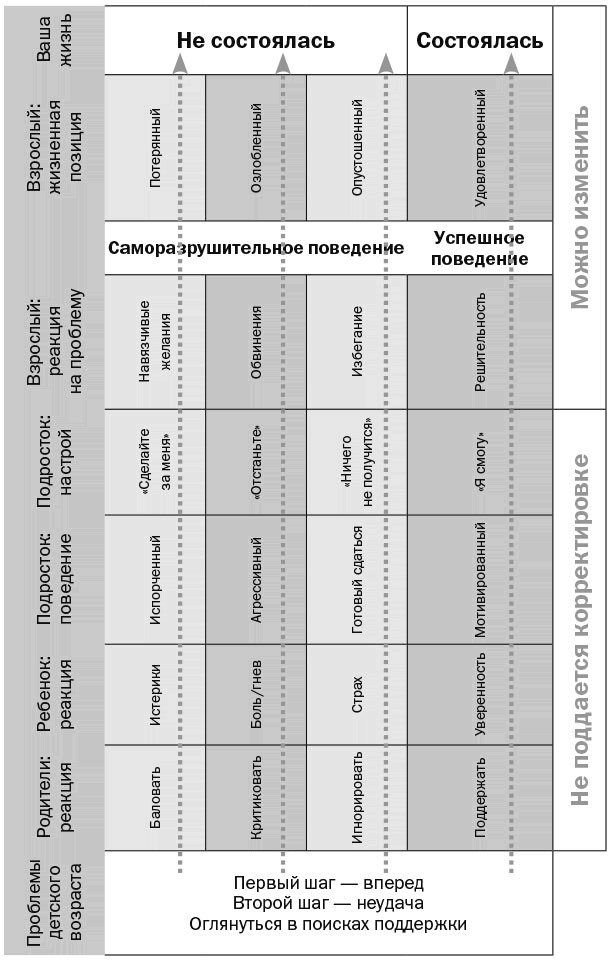 Ваша
жизнь
Не состоялась
Состоялась
Взрослый:
жизненная
позиция
Потерянный
Озлобленный
Опустошенный
Удовлетворенный
Можно изменить
Саморазрушительное поведение
Успешное
поведение
Взрослый:
реакция
на проблему
Навязчивые
желания
Обвинения
Избегание
Решительность
Подросток:
настрой
«Сделайте
за меня»
«Отстаньте»
«Ничего
не получится»
«Я смогу»
Не поддается корректировке
Подросток:
поведение
Испорченный
Агрессивный
Готовый сдаться
Мотивированный
Ребенок:
реакция
Истерики
Боль/гнев
Страх
Уверенность
Родители:
реакция
Баловать
Критиковать
Игнорировать
Поддержать
Проблемы
детского
возраста
Первый шаг — вперед
Второй шаг — неудача
Оглянуться в поисках поддержки